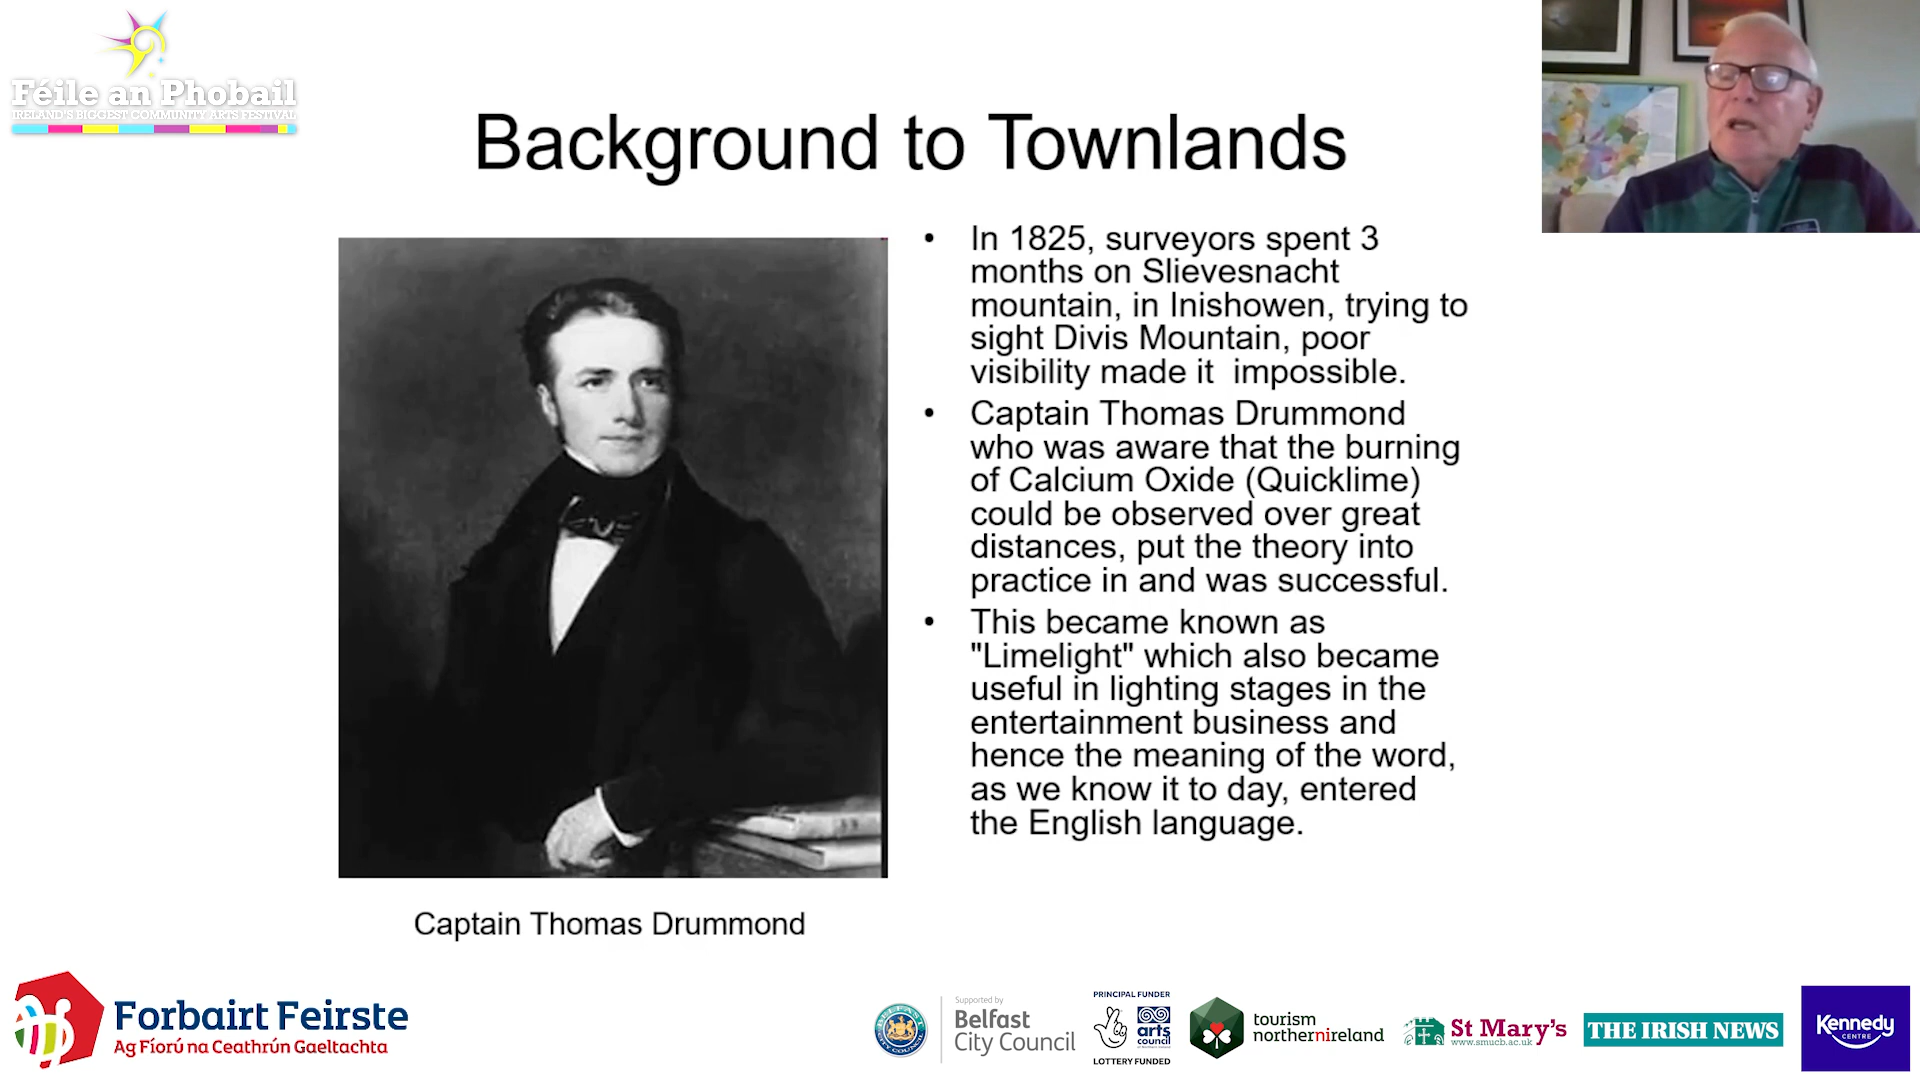 Féile an Phobail
IRELAND'S BIGGEST COMMUNITY ARTS FESTIVAL
Background to Townlands
• In 1825, surveyors spent 3
months on Slievesnacht
mountain, in Inishowen, trying to
sight Divis Mountain, poor
visibility made it  impossible.
• Captain Thomas Drummond
who was aware that the burning
of Calcium Oxide (Quicklime)
could be observed over great
distances, put the theory into
practice in and was successful.
• This became known as
"Limelight" which also became
useful in lighting stages in the
entertainment business and
hence the meaning of the word,
as we know it to day, entered
the English language.
Captain Thomas Drummond
Forbairt Feirste
Ag Fíorú na Ceathrún Gaeltachta
BELFAST
CITY COUNCIL
Supported by
Belfast
City Council
PRINCIPAL FUNDER
arts
council
LOTTERY FUNDED
tourism
northernireland
St Mary's
www.smucb.ac.uk
THE IRISH NEWS
Kennedy
CENTRE